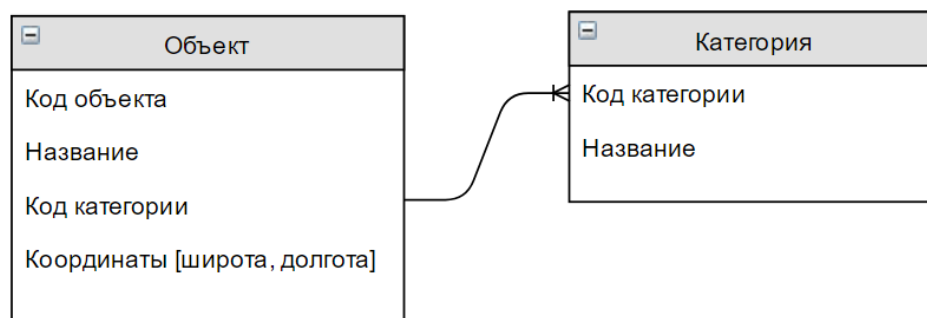 Объект
Код объекта
Название
Код категории
Координаты [широта, долгота]
Категория
Код категории
Название